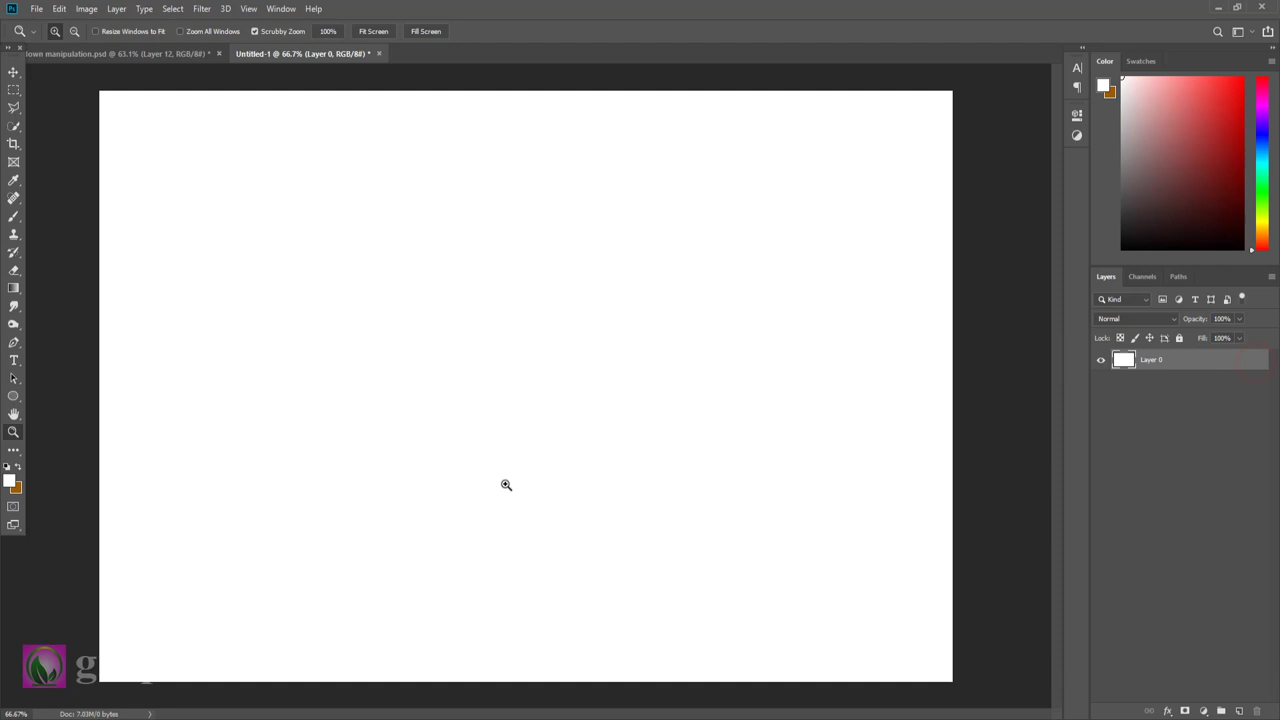 Ps File Edit Image Layer Type Select Filter 3D View Window Help
Resize Windows to Fit Zoom All Windows Scrubby Zoom 100% Fit Screen Fill Screen
down manipulation.psd @ 63.1% (Layer 12, RGB/8#) * × Untitled-1 @ 66.7% (Layer 0, RGB/8#) * ×
Color Swatches
Layers Channels Paths
Kind
Normal Opacity: 100%
Lock: Fill: 100%
Layer 0
66.67% Doc: 7.03M/0 bytes